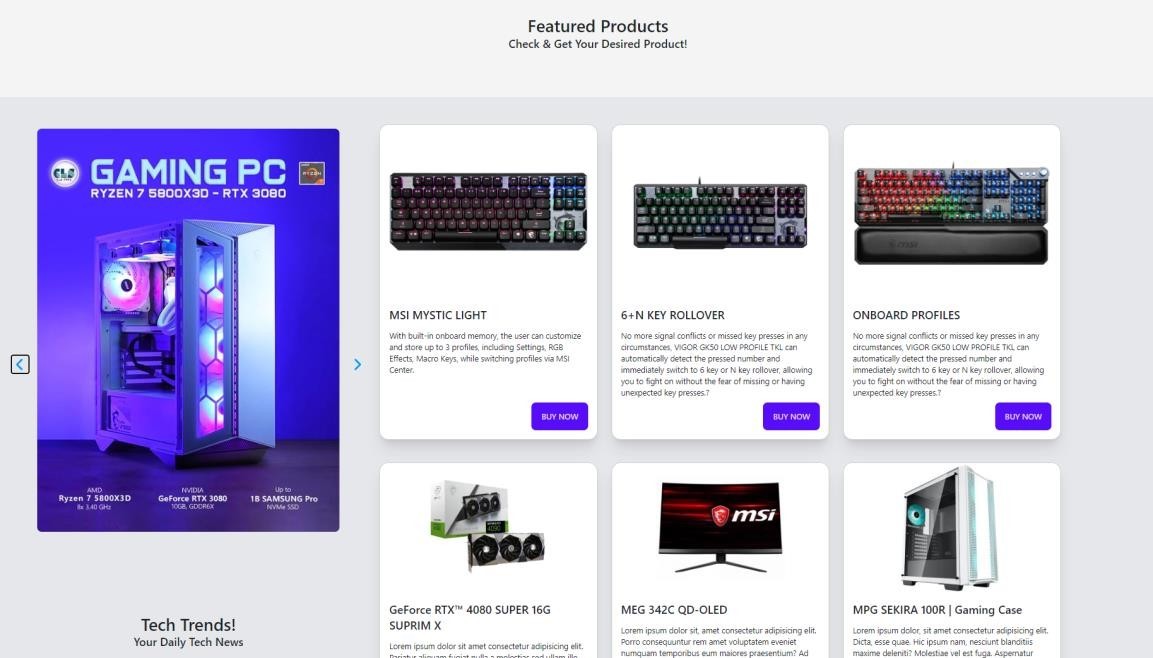 Featured Products
Check & Get Your Desired Product!
GAMING PC
RYZEN 7 5800X3D - RTX 3080
RYZEN
AMD
Ryzen 7 5800X3D
8x 3.40 GHz
NVIDIA
GeForce RTX 3080
10GB, GDDR6X
Up to
1B SAMSUNG Pro
NVMe SSD
Tech Trends!
Your Daily Tech News
MSI MYSTIC LIGHT
With built-in onboard memory, the user can customize
and store up to 3 profiles, including Settings, RGB
Effects, Macro Keys, while switching profiles via MSI
Center.
BUY NOW
6+N KEY ROLLOVER
No more signal conflicts or missed key presses in any
circumstances, VIGOR GK50 LOW PROFILE TKL can
automatically detect the pressed number and
immediately switch to 6 key or N key rollover, allowing
you to fight on without the fear of missing or having
unexpected key presses.?
BUY NOW
msi
ONBOARD PROFILES
No more signal conflicts or missed key presses in any
circumstances, VIGOR GK50 LOW PROFILE TKL can
automatically detect the pressed number and
immediately switch to 6 key or N key rollover, allowing
you to fight on without the fear of missing or having
unexpected key presses.?
BUY NOW
GeForce RTX™ 4080 SUPER 16G
SUPRIM X
Lorem ipsum dolor sit amet consectetur adipisicing elit.
Pariatur aliquam fugiat nulla a molestias sed ullam ille
msi
MEG 342C QD-OLED
Lorem ipsum dolor sit, amet consectetur adipisicing elit.
Porro consequuntur rem amet voluptatem eveniet
numquam temporibus eum maiores praesentium? Ad
MPG SEKIRA 100R | Gaming Case
Lorem ipsum dolor, sit amet consectetur adipisicing elit.
Dicta, esse quae. Hic ipsum nam, nesciunt blanditiis
maxime deleniti? Molestiae vel est fuga. Aspernatur